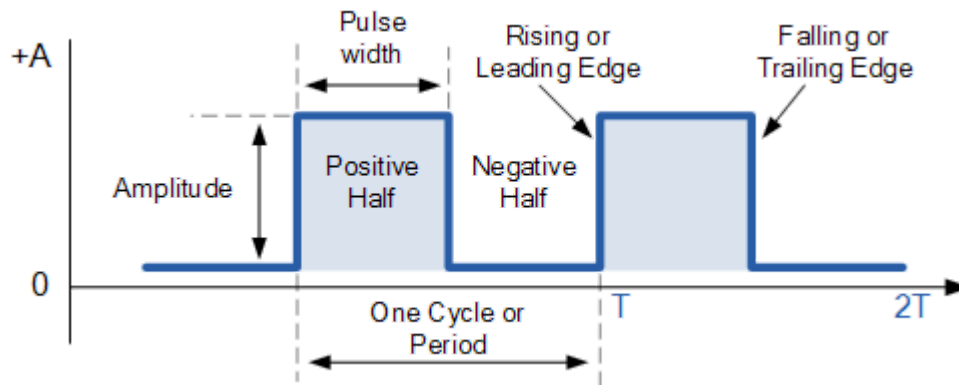 Pulse
width
Rising or
Leading Edge
Falling or
Trailing Edge
+A
Amplitude
Positive
Half
Negative
Half
0
T
2T
One Cycle or
Period